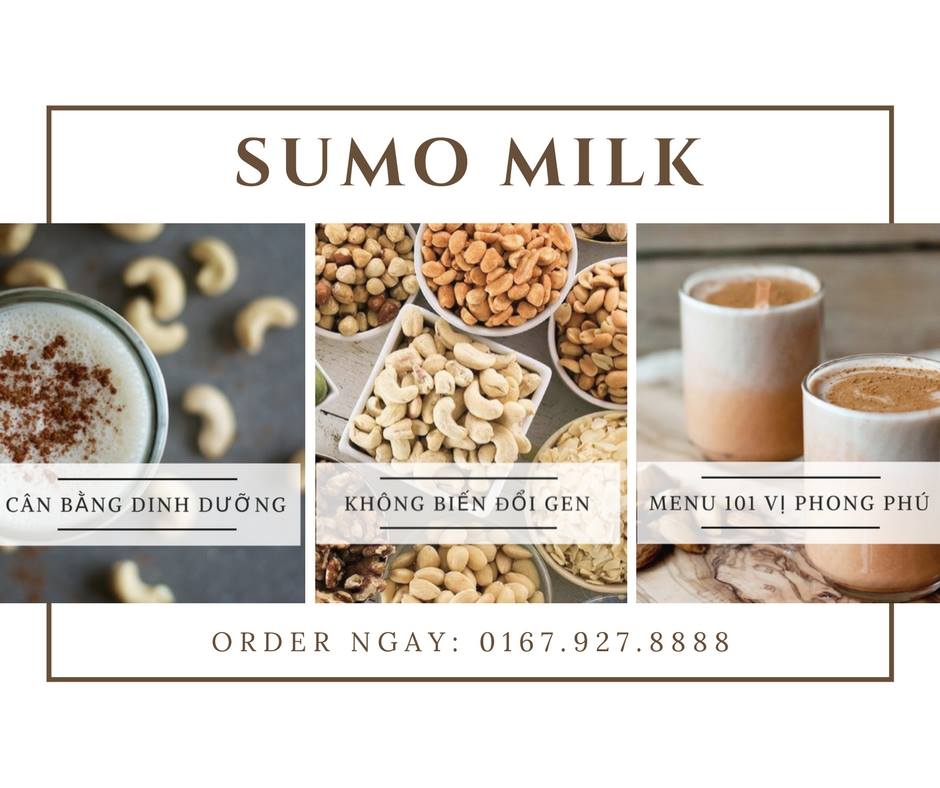 SUMO MILK
CÂN BẰNG DINH DƯỠNG
KHÔNG BIẾN ĐỔI GEN
MENU 101 VỊ PHONG PHÚ
ORDER NGAY: 0167.927.8888